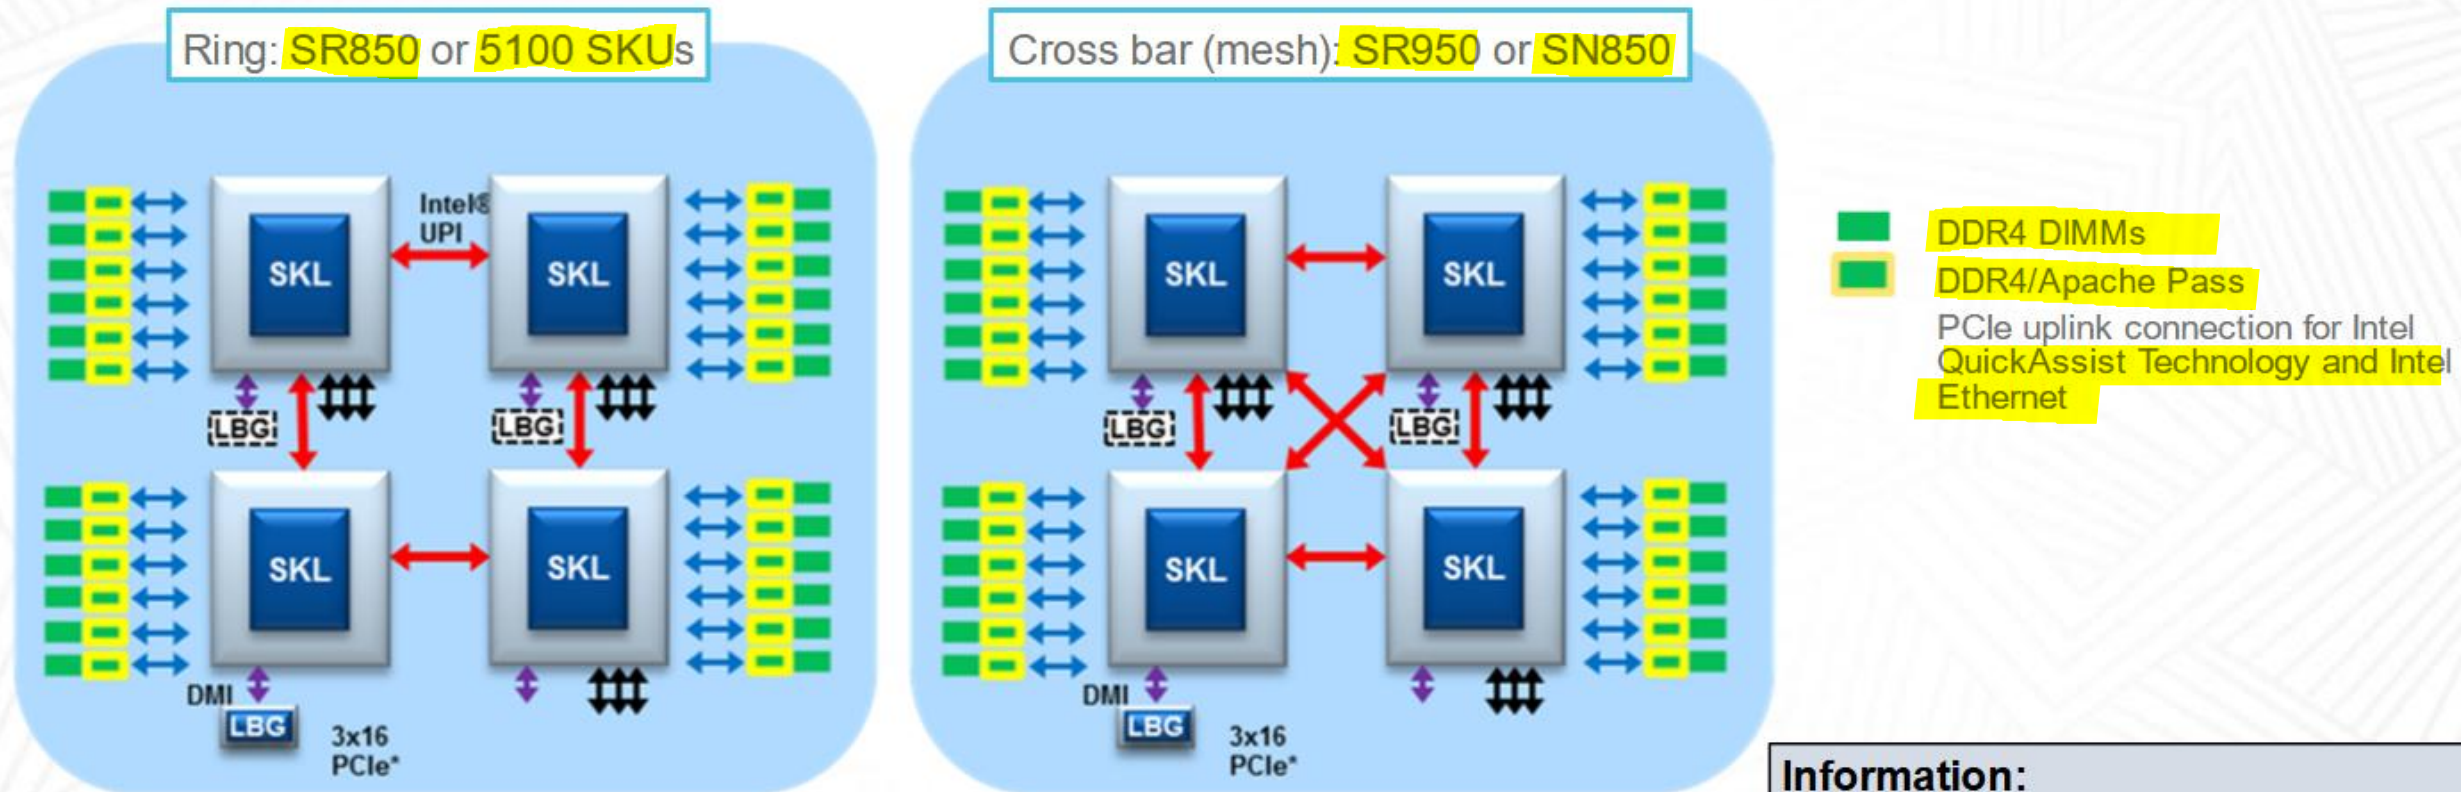 Ring: SR850 or 5100 SKUs
Cross bar (mesh): SR950 or SN850
Intel®
UPI
SKL
SKL
LBG
LBG
SKL
SKL
DMI
LBG
3x16
PCIe*
SKL
SKL
LBG
LBG
SKL
SKL
DMI
LBG
3x16
PCIe*
DDR4 DIMMs
DDR4/Apache Pass
PCIe uplink connection for Intel
QuickAssist Technology and Intel
Ethernet
Information: